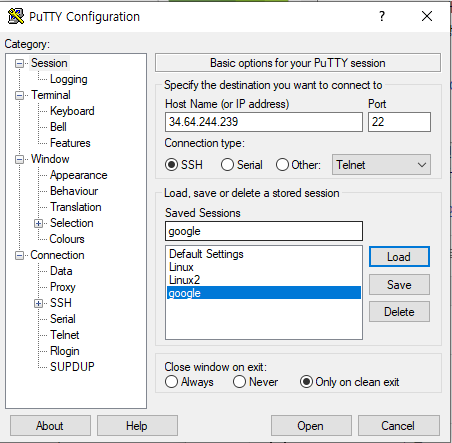 PuTTY Configuration
?
Category:
Session
Logging
Terminal
Keyboard
Bell
Features
Window
Appearance
Behaviour
Translation
Selection
Colours
Connection
Data
Proxy
SSH
Serial
Telnet
Rlogin
SUPDUP
Basic options for your PuTTY session
Specify the destination you want to connect to
Host Name (or IP address) Port
34.64.244.239 22
Connection type:
SSH Serial Other: Telnet
Load, save or delete a stored session
Saved Sessions
google
Default Settings
Linux
Linux2
google
Load
Save
Delete
Close window on exit:
Always Never Only on clean exit
About Help Open Cancel